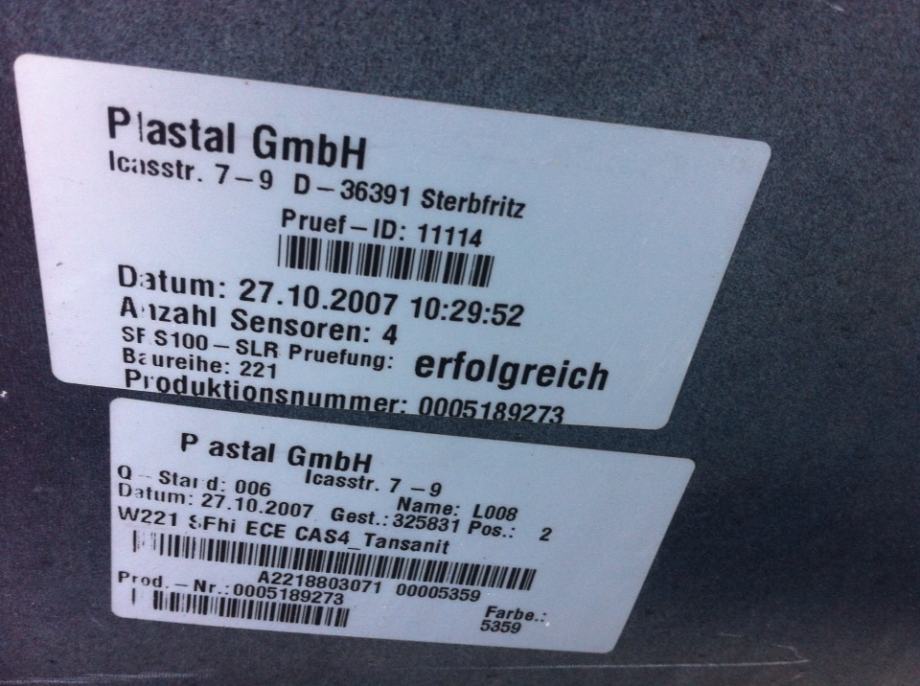 Plastal GmbH
Icasstr. 7-9 D-36391 Sterbfritz
Pruef-ID: 11114
Datum: 27.10.2007 10:29:52
Anzahl Sensoren: 4
SRS100-SLR Pruefung: erfolgreich
Baureihe: 221
Produktionsnummer: 0005189273
Plastal GmbH
Icasstr. 7-9
Q-Stand: 006 Name: L008
Datum: 27.10.2007 Gest.: 325831 Pos.: 2
W221 SFhi ECE CAS4_Tansanit
A2218803071 00005359
Prod.-Nr.:0005189273
Farbe.:
5359